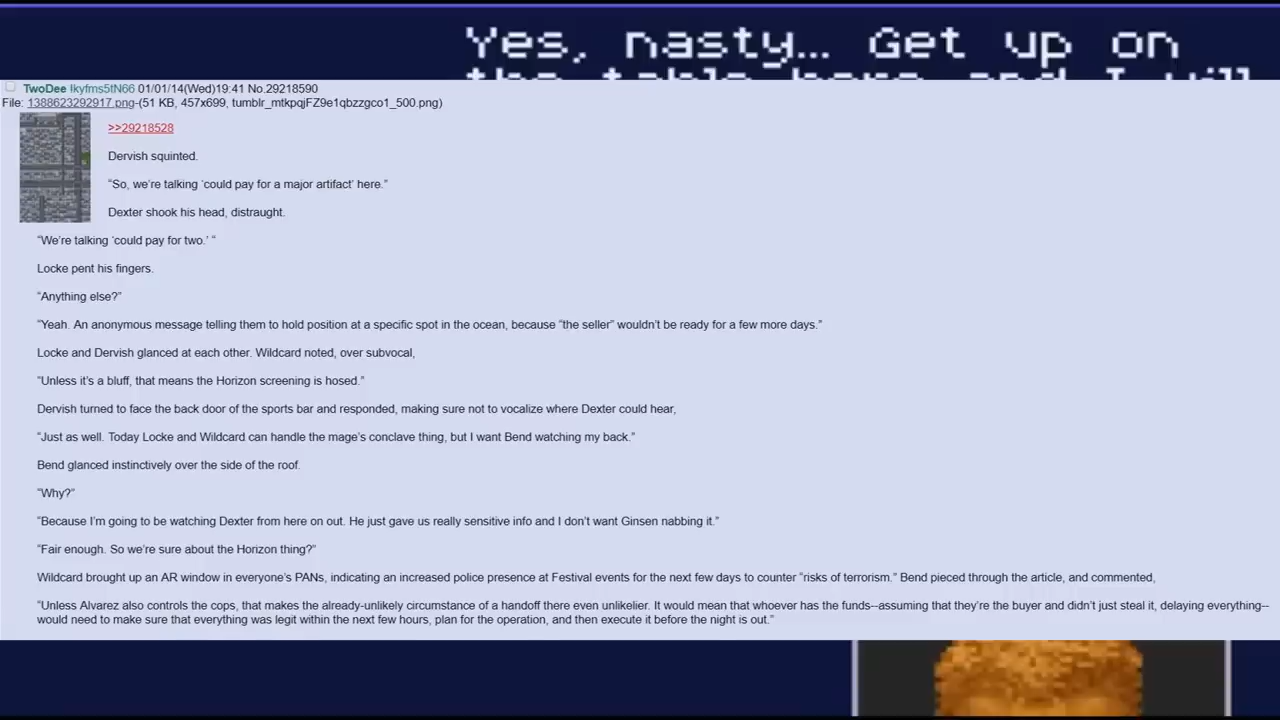 Yes, nasty... Get up on
the table here and I will
TwoDee !kyfms5tN66 01/01/14(Wed)19:41 No.29218590
File: 1388623292917.png-(51 KB, 457x699, tumblr_mtkpqjFZ9e1qbzzgco1_500.png)
>>29218528
Dervish squinted.
“So, we’re talking ‘could pay for a major artifact’ here.”
Dexter shook his head, distraught.
“We’re talking ‘could pay for two.’ “
Locke pent his fingers.
“Anything else?”
“Yeah. An anonymous message telling them to hold position at a specific spot in the ocean, because “the seller” wouldn’t be ready for a few more days.”
Locke and Dervish glanced at each other. Wildcard noted, over subvocal,
“Unless it’s a bluff, that means the Horizon screening is hosed.”
Dervish turned to face the back door of the sports bar and responded, making sure not to vocalize where Dexter could hear,
“Just as well. Today Locke and Wildcard can handle the mage’s conclave thing, but I want Bend watching my back.”
Bend glanced instinctively over the side of the roof.
“Why?”
“Because I’m going to be watching Dexter from here on out. He just gave us really sensitive info and I don’t want Ginsen nabbing it.”
“Fair enough. So we’re sure about the Horizon thing?”
Wildcard brought up an AR window in everyone’s PANs, indicating an increased police presence at Festival events for the next few days to counter “risks of terrorism.” Bend pieced through the article, and commented,
“Unless Alvarez also controls the cops, that makes the already-unlikely circumstance of a handoff there even unlikelier. It would mean that whoever has the funds--assuming that they’re the buyer and didn’t just steal it, delaying everything--
would need to make sure that everything was legit within the next few hours, plan for the operation, and then execute it before the night is out.”